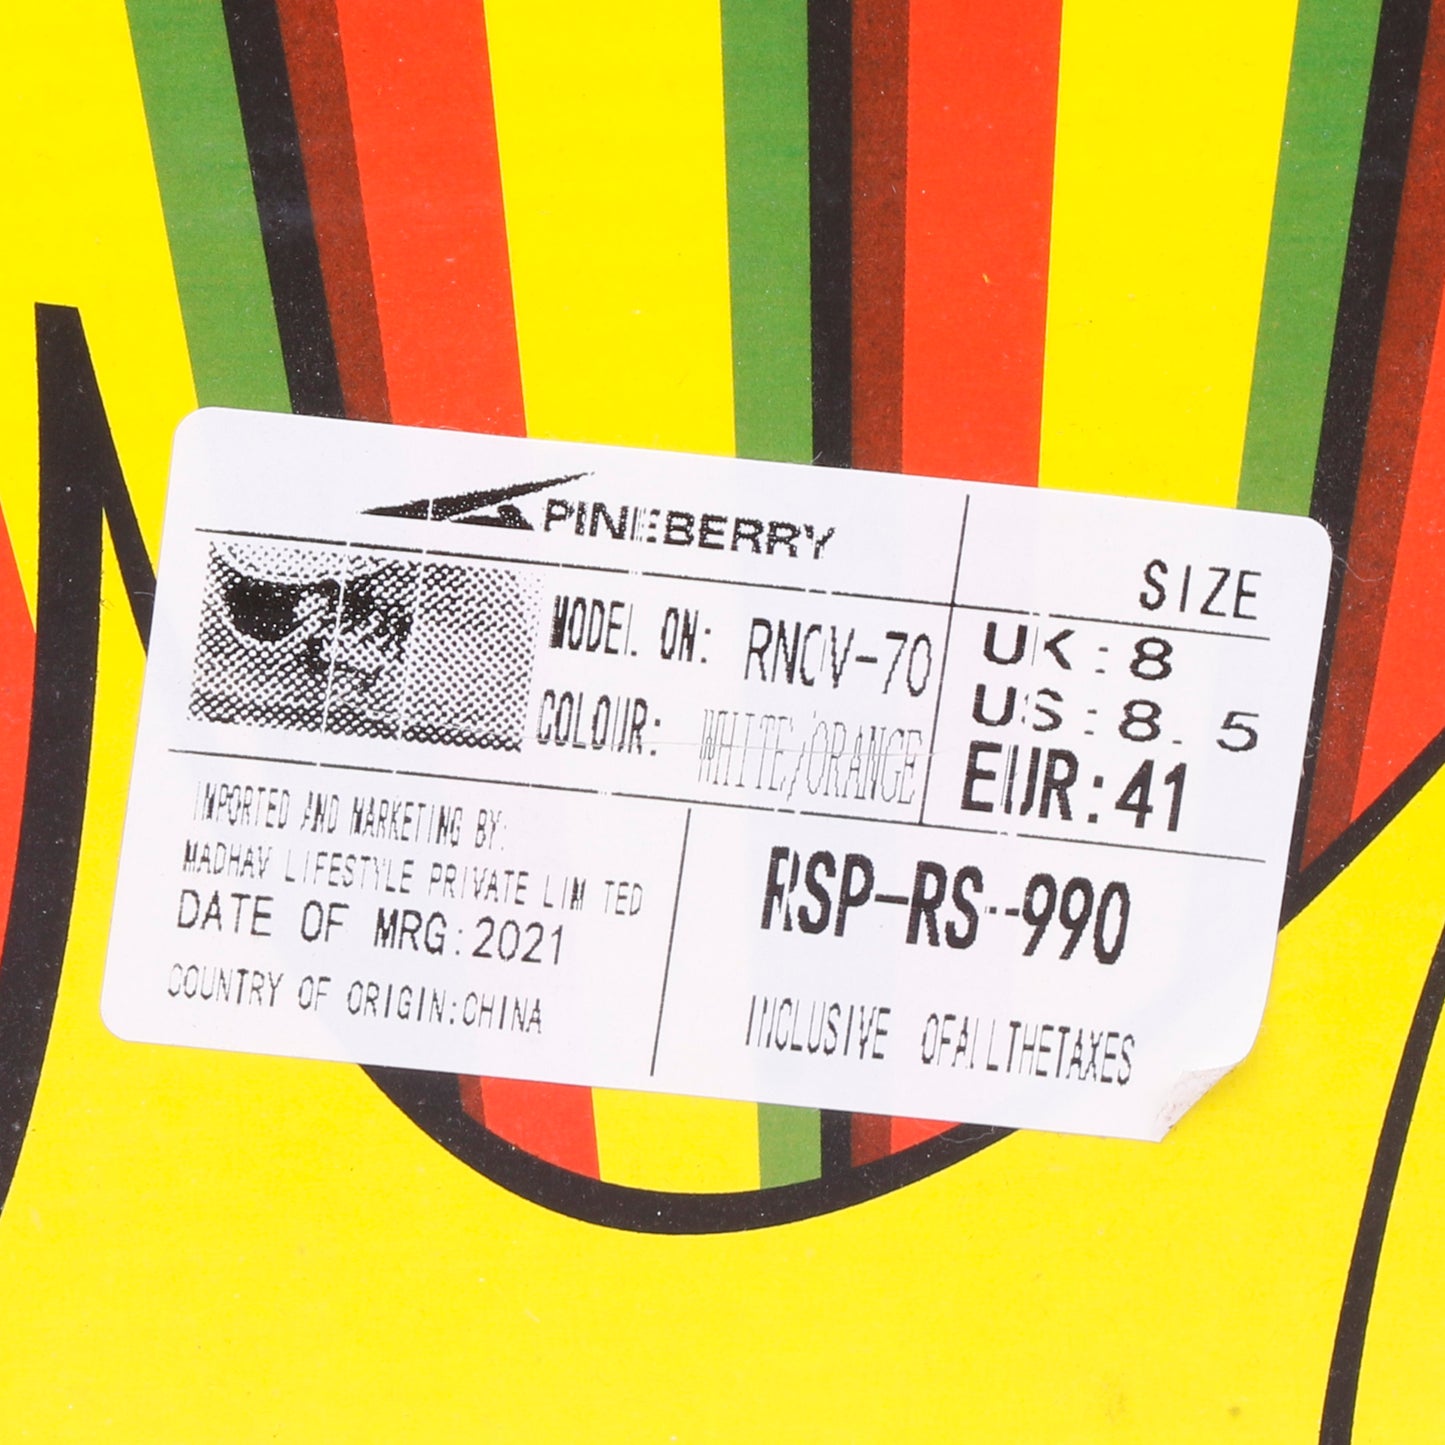 PINEBERRY
SIZE
MODEL ON: RNOV-70
COLOUR: WHITE/ORANGE
UK:8
US:8.5
EUR:41
IMPORTED AND MARKETING BY:
MADHAV LIFESTYLE PRIVATE LIMITED
DATE OF MRG:2021
COUNTRY OF ORIGIN:CHINA
RSP-RS--990
INCLUSIVE OFALLTHETAXES